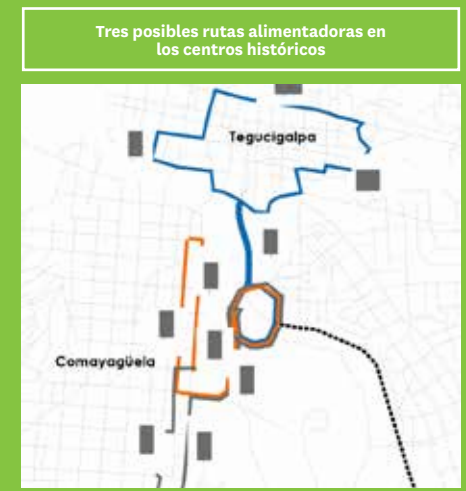 Tres posibles rutas alimentadoras en
los centros históricos
Tegucigalpa
Comayagüela